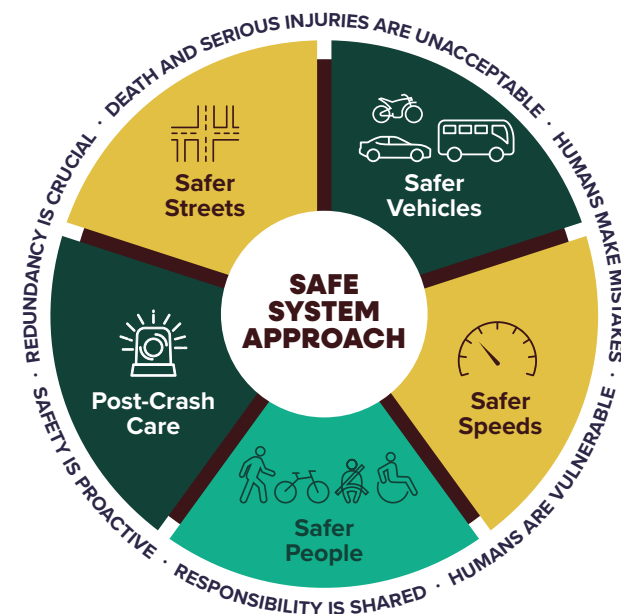 DEATH AND SERIOUS INJURIES ARE UNACCEPTABLE ·
HUMANS MAKE MISTAKES ·
HUMANS ARE VULNERABLE ·
RESPONSIBILITY IS SHARED ·
SAFETY IS PROACTIVE ·
REDUNDANCY IS CRUCIAL ·
Safer
Streets
Safer
Vehicles
SAFE
SYSTEM
APPROACH
Safer
Speeds
Post-Crash
Care
Safer
People